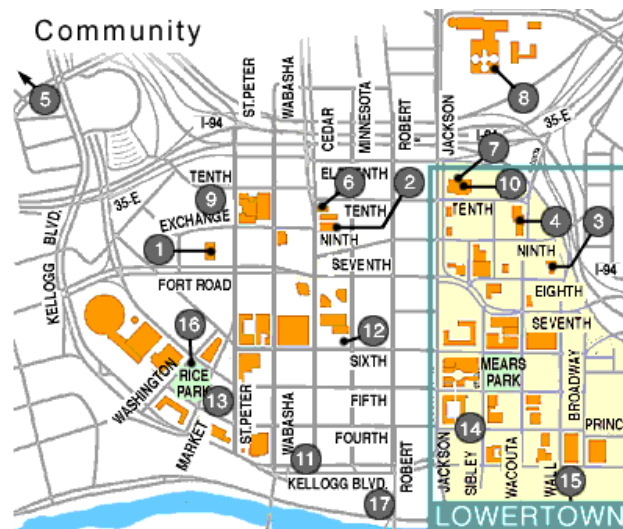 Community
5
8
I-94
35-E
ST.PETER
WABASHA
CEDAR
MINNESOTA
ROBERT
JACKSON
I-94
35-E
7
ELEVENTH
TENTH
9
6
2
10
TENTH
TENTH
35-E
EXCHANGE
NINTH
4
3
NINTH
1
SEVENTH
I-94
KELLOGG BLVD.
FORT ROAD
EIGHTH
SEVENTH
16
12
SIXTH
MEARS
PARK
RICE
PARK
WASHINGTON
13
ST.PETER
FIFTH
BROADWAY
MARKET
WABASHA
FOURTH
14
PRINC
11
ROBERT
JACKSON
SIBLEY
WACOUTA
WALL
KELLOGG BLVD.
15
17
LOWERTOWN